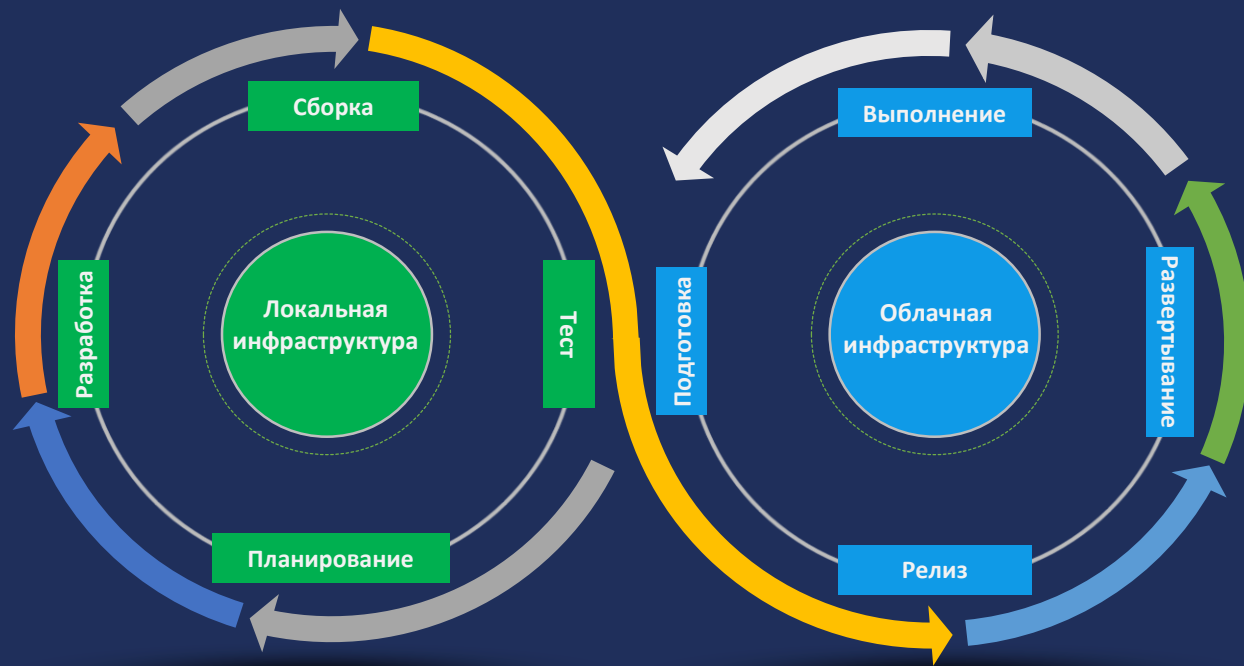 Сборка
Разработка
Локальная
инфраструктура
Тест
Планирование
Выполнение
Подготовка
Облачная
инфраструктура
Развертывание
Релиз